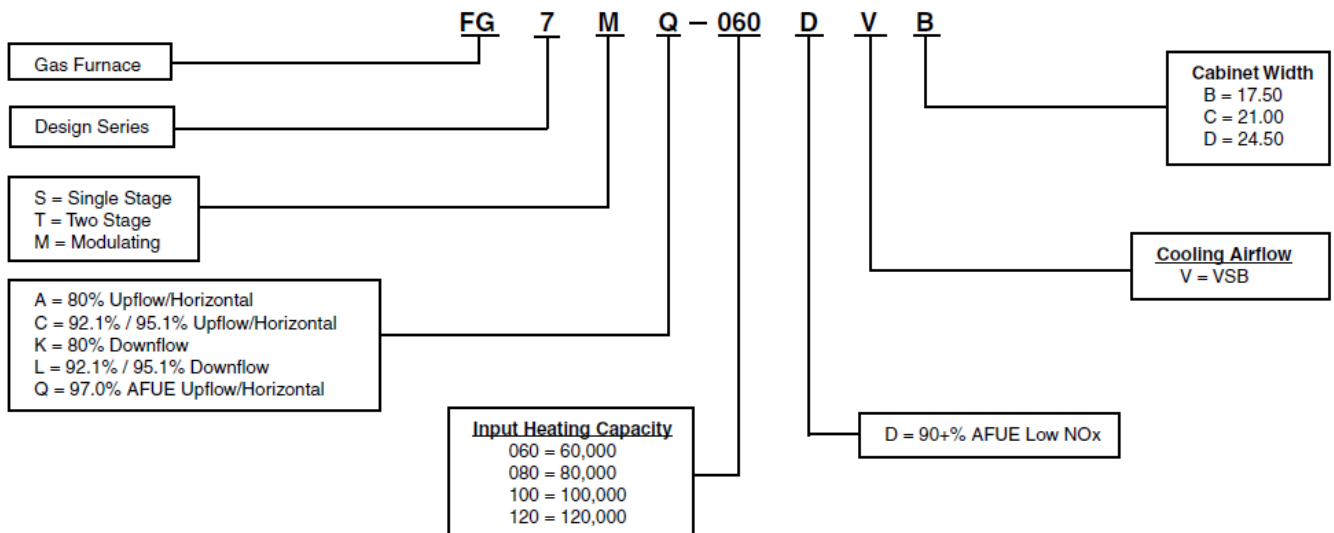 FG 7 M Q – 060 D V B
Gas Furnace
Design Series
S = Single Stage
T = Two Stage
M = Modulating
A = 80% Upflow/Horizontal
C = 92.1% / 95.1% Upflow/Horizontal
K = 80% Downflow
L = 92.1% / 95.1% Downflow
Q = 97.0% AFUE Upflow/Horizontal
Input Heating Capacity
060 = 60,000
080 = 80,000
100 = 100,000
120 = 120,000
D = 90+% AFUE Low NOx
Cooling Airflow
V = VSB
Cabinet Width
B = 17.50
C = 21.00
D = 24.50